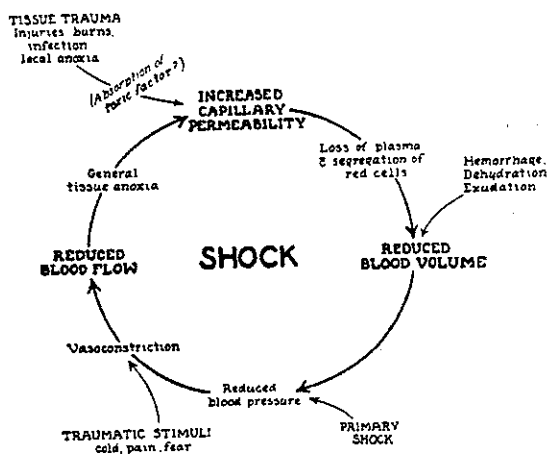 TISSUE TRAUMA
Injuries burns,
infection
local anoxia
(Absorption of
toxic factor?)
INCREASED
CAPILLARY
PERMEABILITY
Loss of plasma
& segregation of
red cells
Hemorrhage,
Dehydration
Exudation
General
tissue anoxia
REDUCED
BLOOD FLOW
SHOCK
REDUCED
BLOOD VOLUME
Vasoconstriction
Reduced
blood pressure
TRAUMATIC STIMULI
cold, pain, fear
PRIMARY
SHOCK